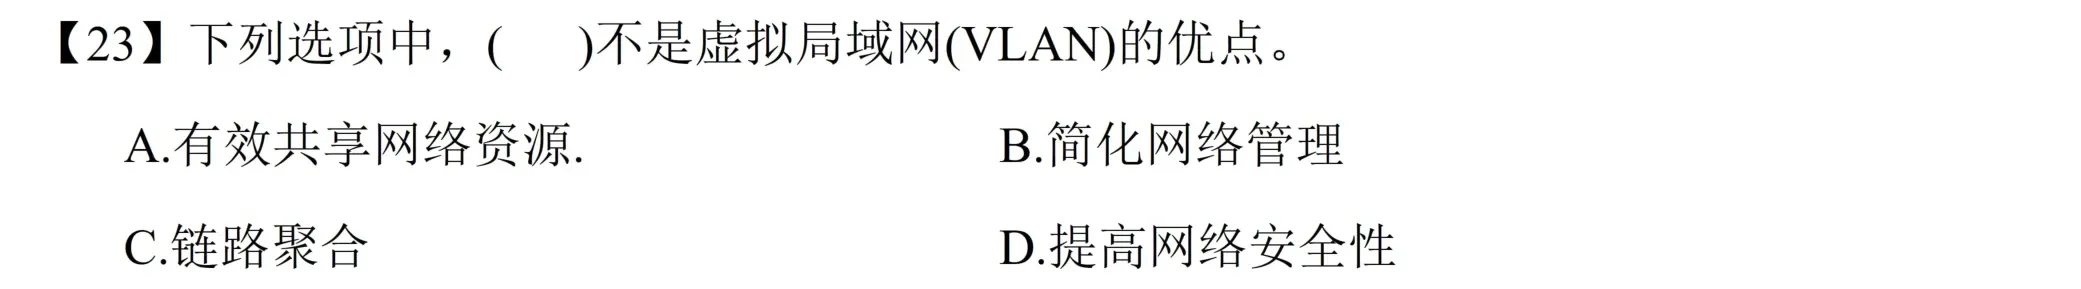 【23】下列选项中，(    )不是虚拟局域网(VLAN)的优点。
A.有效共享网络资源. B.简化网络管理
C.链路聚合 D.提高网络安全性